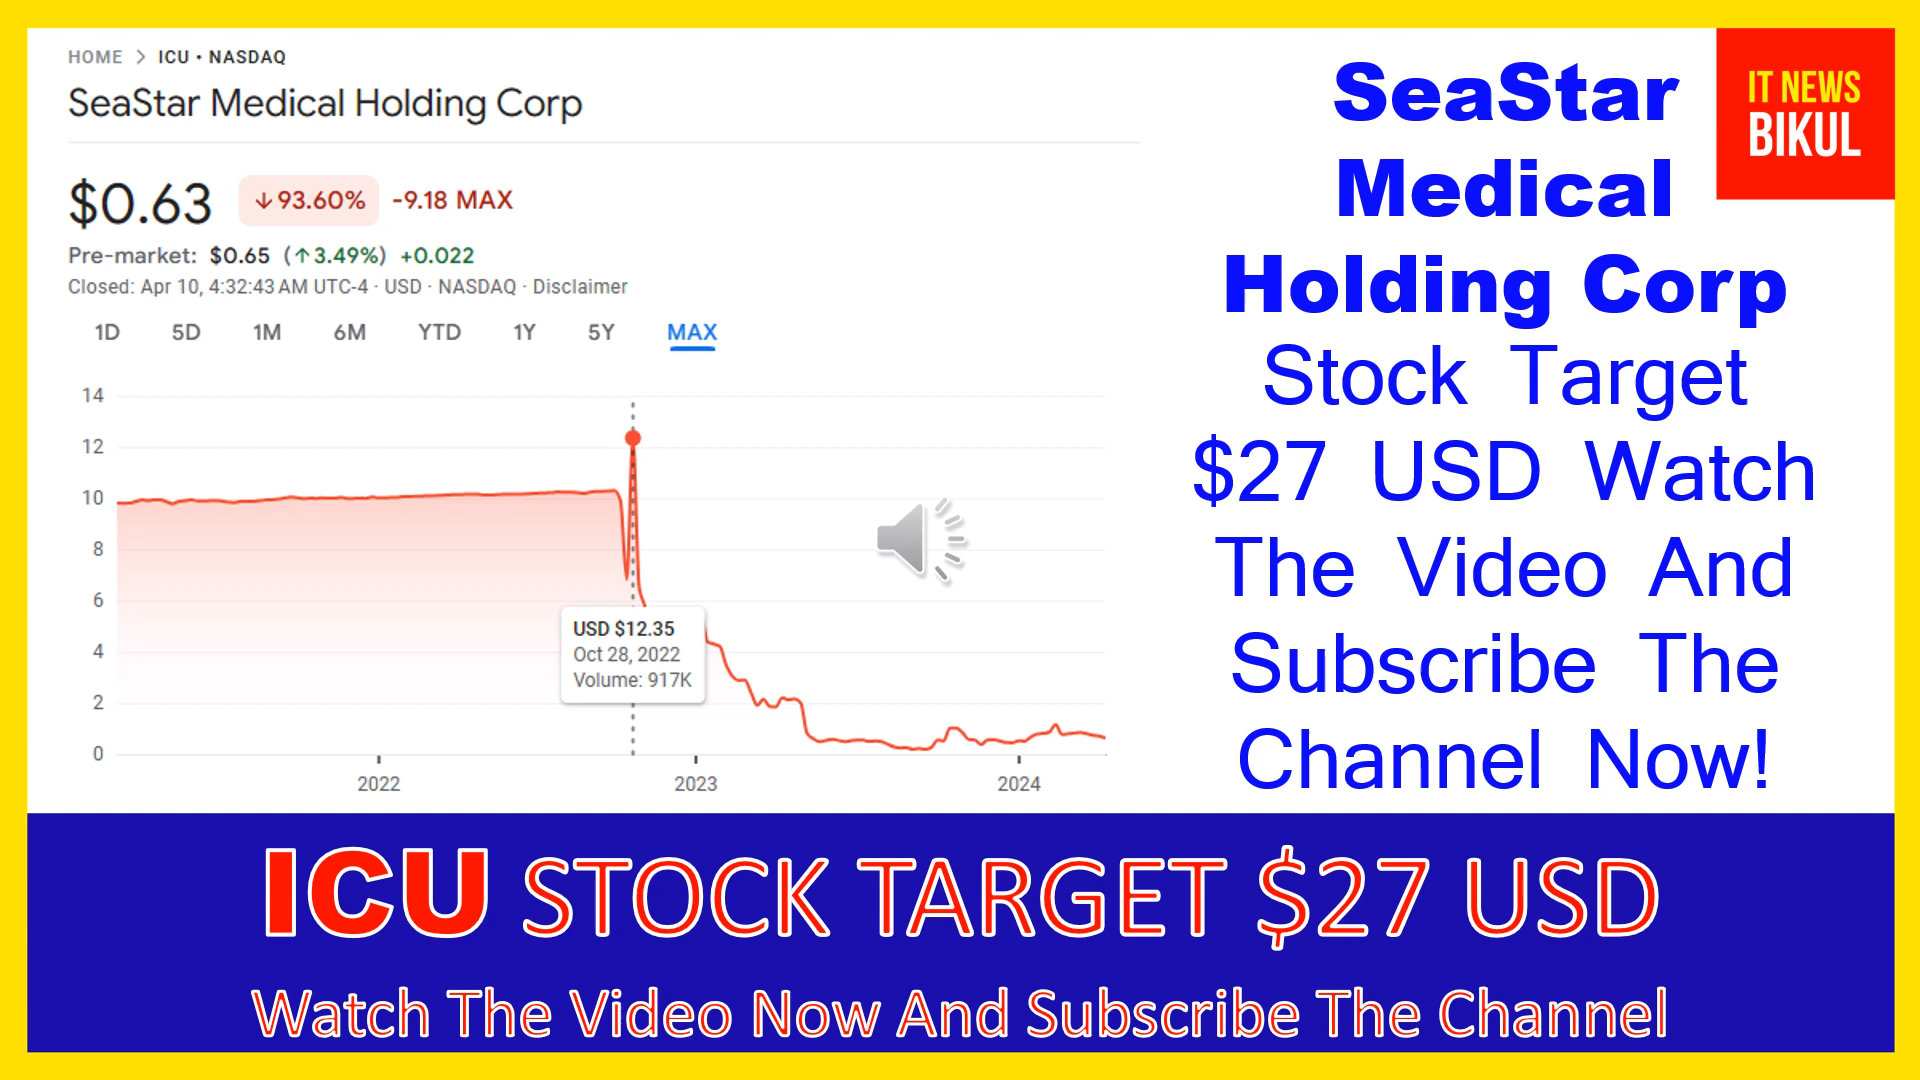 HOME > ICU • NASDAQ
SeaStar Medical Holding Corp
$0.63 ↓93.60% -9.18 MAX
Pre-market: $0.65 (↑3.49%) +0.022
Closed: Apr 10, 4:32:43 AM UTC-4 · USD · NASDAQ · Disclaimer
1D 5D 1M 6M YTD 1Y 5Y MAX
14
12
10
8
6
4
2
0
USD $12.35
Oct 28, 2022
Volume: 917K
2022 2023 2024
SeaStar
Medical
Holding Corp
Stock Target
$27 USD Watch
The Video And
Subscribe The
Channel Now!
IT NEWS
BIKUL
ICU STOCK TARGET $27 USD
Watch The Video Now And Subscribe The Channel